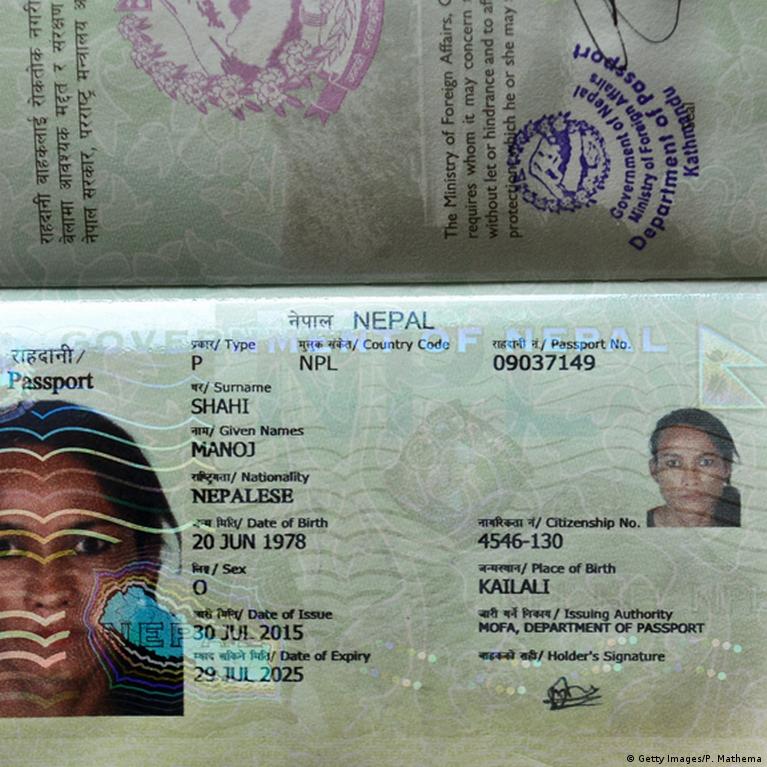 राहदानी बाहकलाई रोकतोक नगरी
बेलामा आवश्यक मद्दत र संरक्षण
नेपाल सरकार, परराष्ट्र मन्त्रालय
The Ministry of Foreign Affairs,
requires whom it may concern
without let or hindrance and to af
protection which he or she may
Government of Nepal
Ministry of Foreign Affairs
Department of Passport
Kathmandu
GOVERNMENT OF NEPAL
नेपाल NEPAL
राहदानी/
Passport
प्रकार/ Type
P
मुलुक संकेत/ Country Code
NPL
राहदानी नं./ Passport No.
09037149
थर/ Surname
SHAHI
नाम/ Given Names
MANOJ
राष्ट्रियता/ Nationality
NEPALESE
जन्म मिति/ Date of Birth
20 JUN 1978
नागरिकता नं/ Citizenship No.
4546-130
लिङ्ग/ Sex
O
जन्मस्थान/ Place of Birth
KAILALI
जारी मिति/ Date of Issue
30 JUL 2015
जारी गर्ने निकाय / Issuing Authority
MOFA, DEPARTMENT OF PASSPORT
म्याद सकिने मिति/ Date of Expiry
29 JUL 2025
बाहकको सही/ Holder's Signature
NEPAL
© Getty Images/P. Mathema